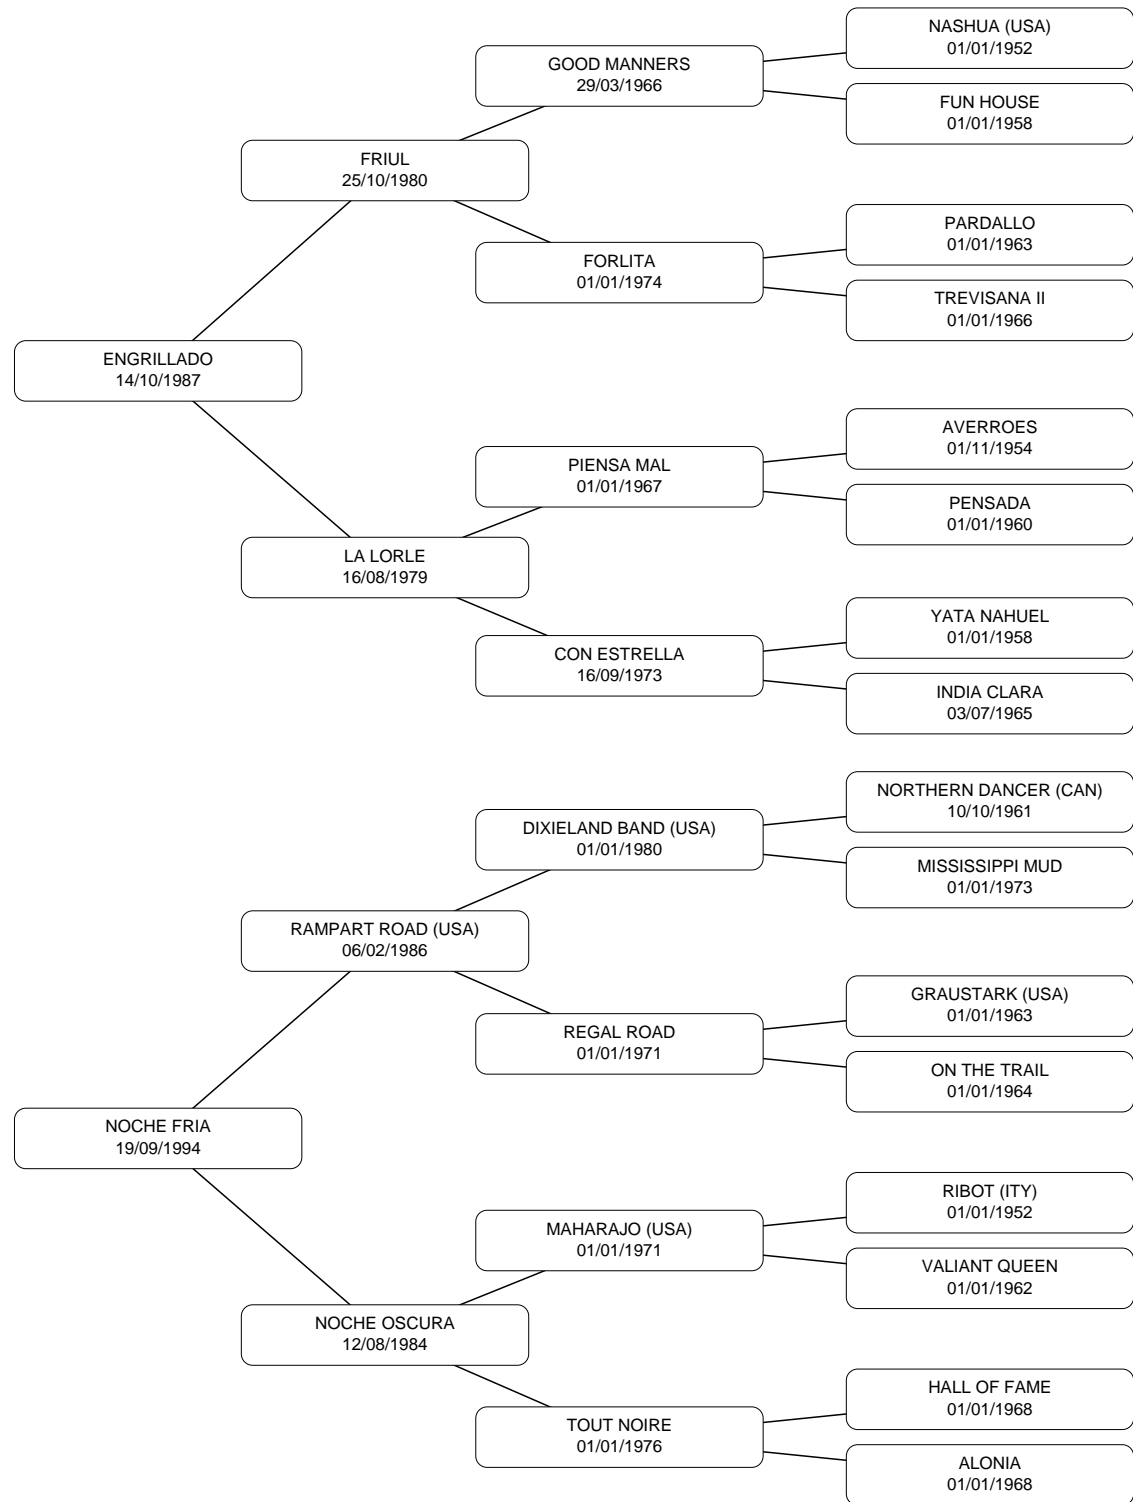 NASHUA (USA)
01/01/1952
GOOD MANNERS
29/03/1966
FUN HOUSE
01/01/1958
FRIUL
25/10/1980
PARDALLO
01/01/1963
FORLITA
01/01/1974
TREVISANA II
01/01/1966
ENGRILLADO
14/10/1987
AVERROES
01/11/1954
PIENSA MAL
01/01/1967
PENSADA
01/01/1960
LA LORLE
16/08/1979
YATA NAHUEL
01/01/1958
CON ESTRELLA
16/09/1973
INDIA CLARA
03/07/1965
NORTHERN DANCER (CAN)
10/10/1961
DIXIELAND BAND (USA)
01/01/1980
MISSISSIPPI MUD
01/01/1973
RAMPART ROAD (USA)
06/02/1986
GRAUSTARK (USA)
01/01/1963
REGAL ROAD
01/01/1971
ON THE TRAIL
01/01/1964
NOCHE FRIA
19/09/1994
RIBOT (ITY)
01/01/1952
MAHARAJO (USA)
01/01/1971
VALIANT QUEEN
01/01/1962
NOCHE OSCURA
12/08/1984
HALL OF FAME
01/01/1968
TOUT NOIRE
01/01/1976
ALONIA
01/01/1968